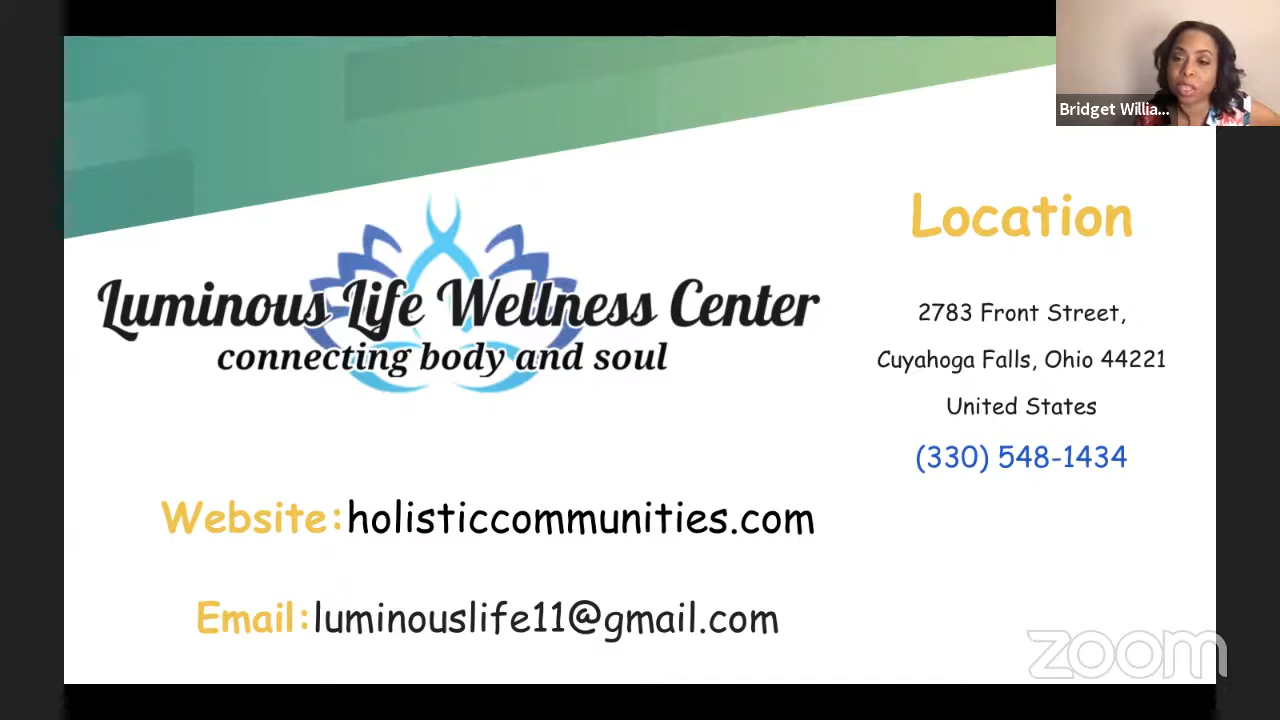 Bridget Willia...
Location
Luminous Life Wellness Center
connecting body and soul
2783 Front Street,
Cuyahoga Falls, Ohio 44221
United States
(330) 548-1434
Website:holisticcommunities.com
Email:luminouslife11@gmail.com
zoom